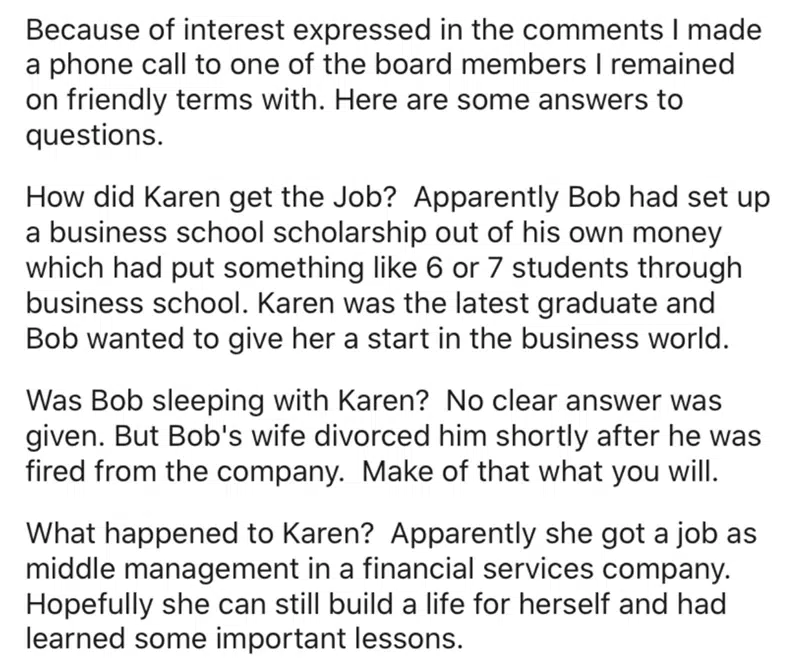 Because of interest expressed in the comments I made
a phone call to one of the board members I remained
on friendly terms with. Here are some answers to
questions.
How did Karen get the Job?  Apparently Bob had set up
a business school scholarship out of his own money
which had put something like 6 or 7 students through
business school. Karen was the latest graduate and
Bob wanted to give her a start in the business world.
Was Bob sleeping with Karen?  No clear answer was
given. But Bob's wife divorced him shortly after he was
fired from the company.  Make of that what you will.
What happened to Karen?  Apparently she got a job as
middle management in a financial services company.
Hopefully she can still build a life for herself and had
learned some important lessons.